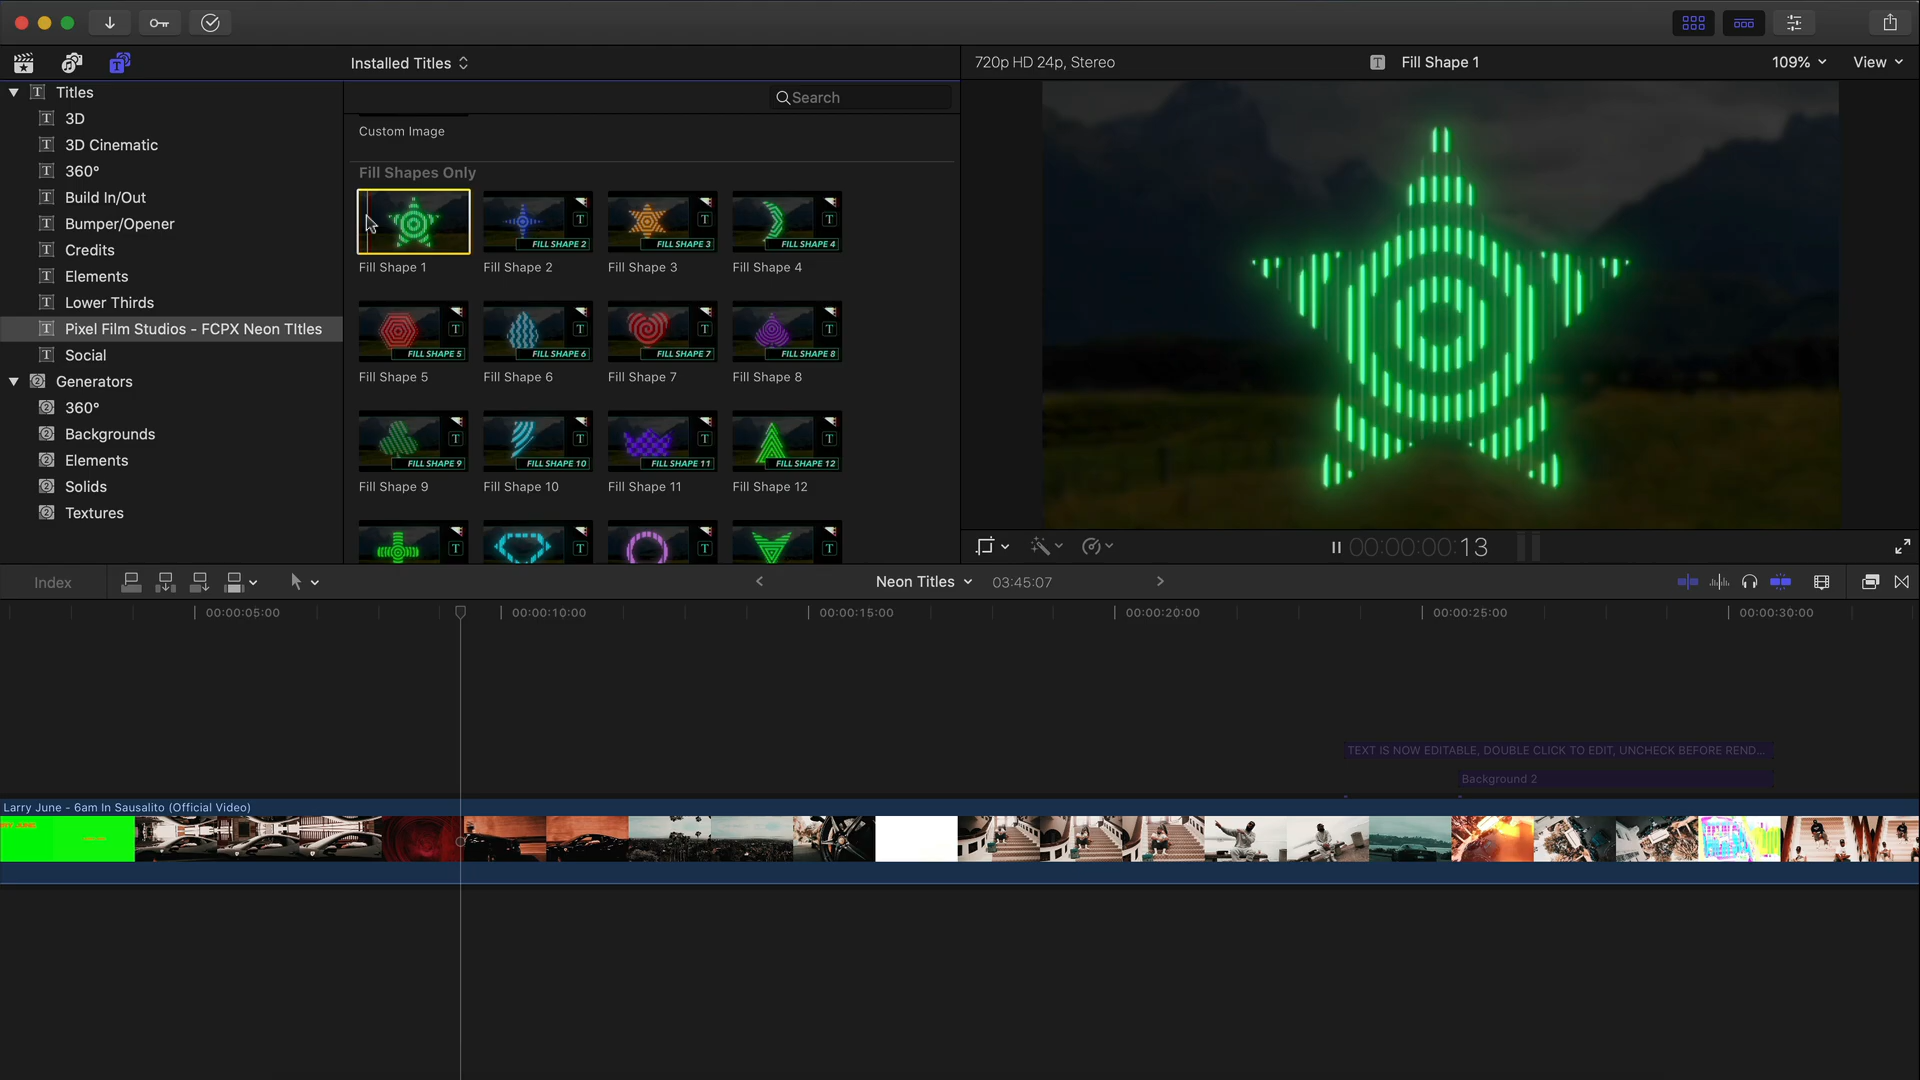 Installed Titles
720p HD 24p, Stereo
T Fill Shape 1
109%
View
Titles
3D
3D Cinematic
360°
Build In/Out
Bumper/Opener
Credits
Elements
Lower Thirds
Pixel Film Studios - FCPX Neon TItles
Social
Generators
360°
Backgrounds
Elements
Solids
Textures
Search
Custom Image
Fill Shapes Only
T FILL SHAPE 2
T FILL SHAPE 3
T FILL SHAPE 4
Fill Shape 1
Fill Shape 2
Fill Shape 3
Fill Shape 4
T FILL SHAPE 5
T FILL SHAPE 6
T FILL SHAPE 7
T FILL SHAPE 8
Fill Shape 5
Fill Shape 6
Fill Shape 7
Fill Shape 8
T FILL SHAPE 9
T FILL SHAPE 10
T FILL SHAPE 11
T FILL SHAPE 12
Fill Shape 9
Fill Shape 10
Fill Shape 11
Fill Shape 12
T
T
T
T
00:00:00:13
Index
Neon Titles
03:45:07
00:00:05:00
00:00:10:00
00:00:15:00
00:00:20:00
00:00:25:00
00:00:30:00
TEXT IS NOW EDITABLE, DOUBLE CLICK TO EDIT, UNCHECK BEFORE REND...
Background 2
Larry June - 6am In Sausalito (Official Video)